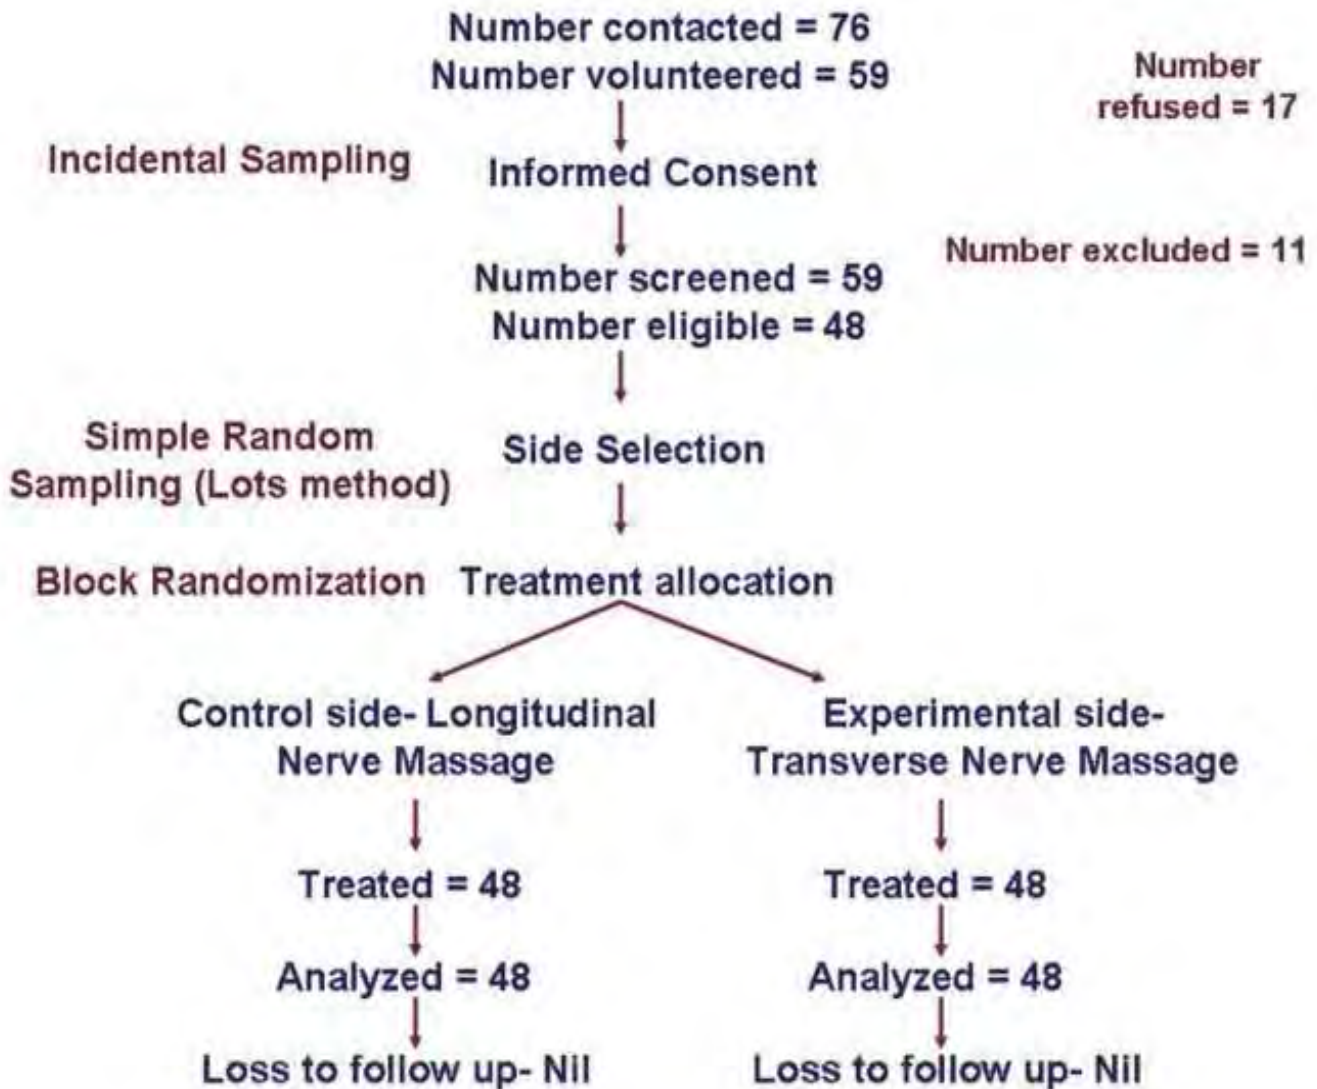 Number contacted = 76
Number volunteered = 59
Number
refused = 17
Incidental Sampling
Informed Consent
Number excluded = 11
Number screened = 59
Number eligible = 48
Simple Random
Sampling (Lots method)
Side Selection
Block Randomization
Treatment allocation
Control side- Longitudinal
Nerve Massage
Experimental side-
Transverse Nerve Massage
Treated = 48
Treated = 48
Analyzed = 48
Analyzed = 48
Loss to follow up- Nil
Loss to follow up- Nil